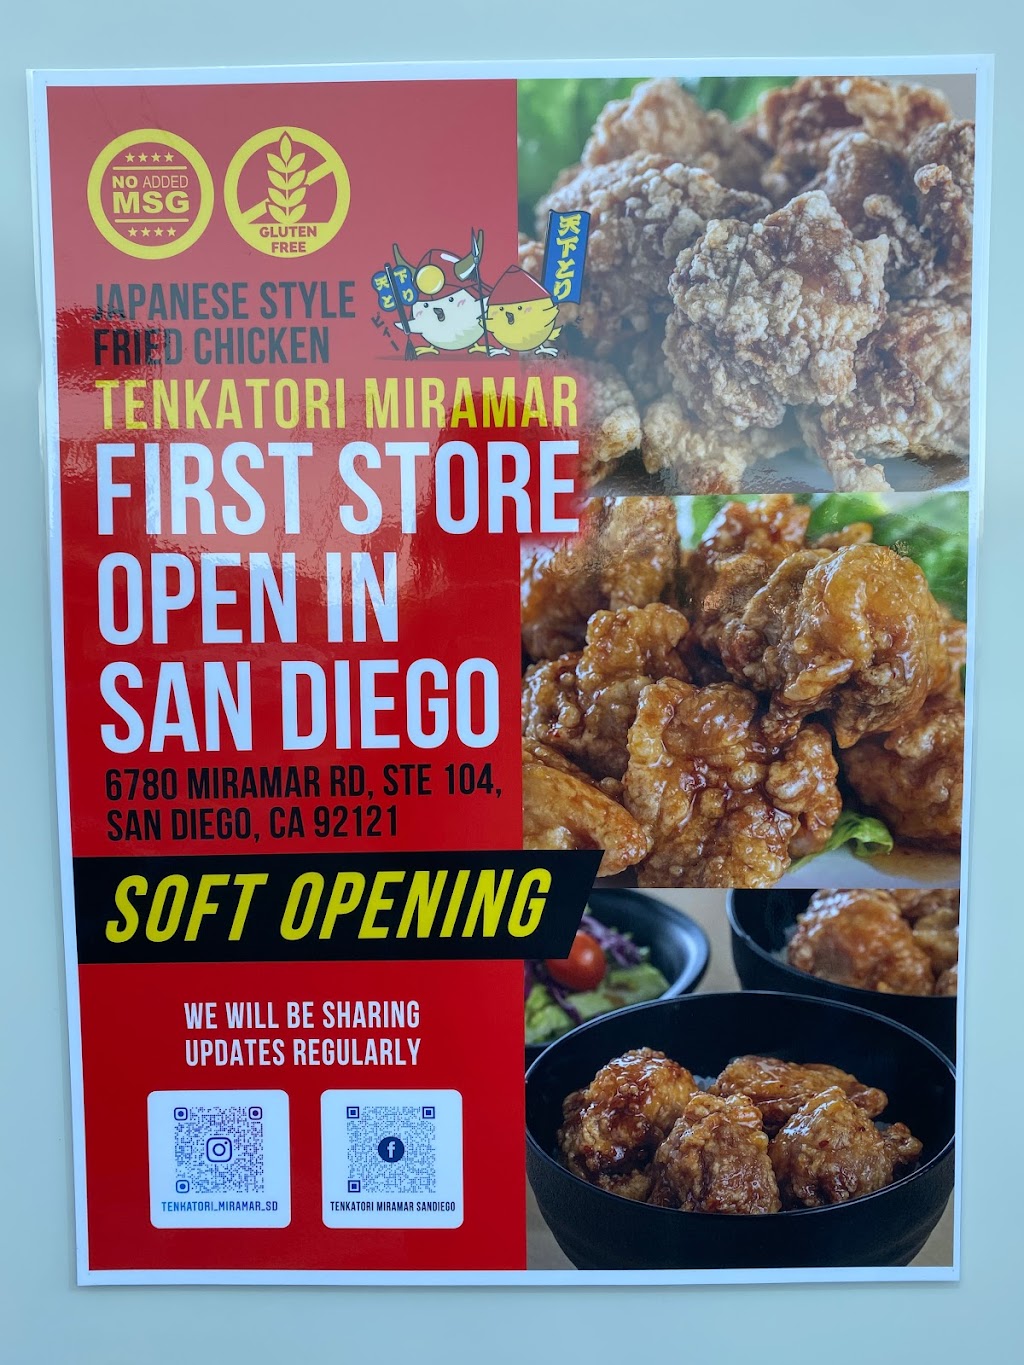 ★★★★
NO ADDED
MSG
★★★★
GLUTEN
FREE
JAPANESE STYLE
FRIED CHICKEN
天下
とり
天下とり
TENKATORI MIRAMAR
FIRST STORE
OPEN IN
SAN DIEGO
6780 MIRAMAR RD, STE 104,
SAN DIEGO, CA 92121
SOFT OPENING
WE WILL BE SHARING
UPDATES REGULARLY
f
TENKATORI_MIRAMAR_SD
TENKATORI MIRAMAR SANDIEGO